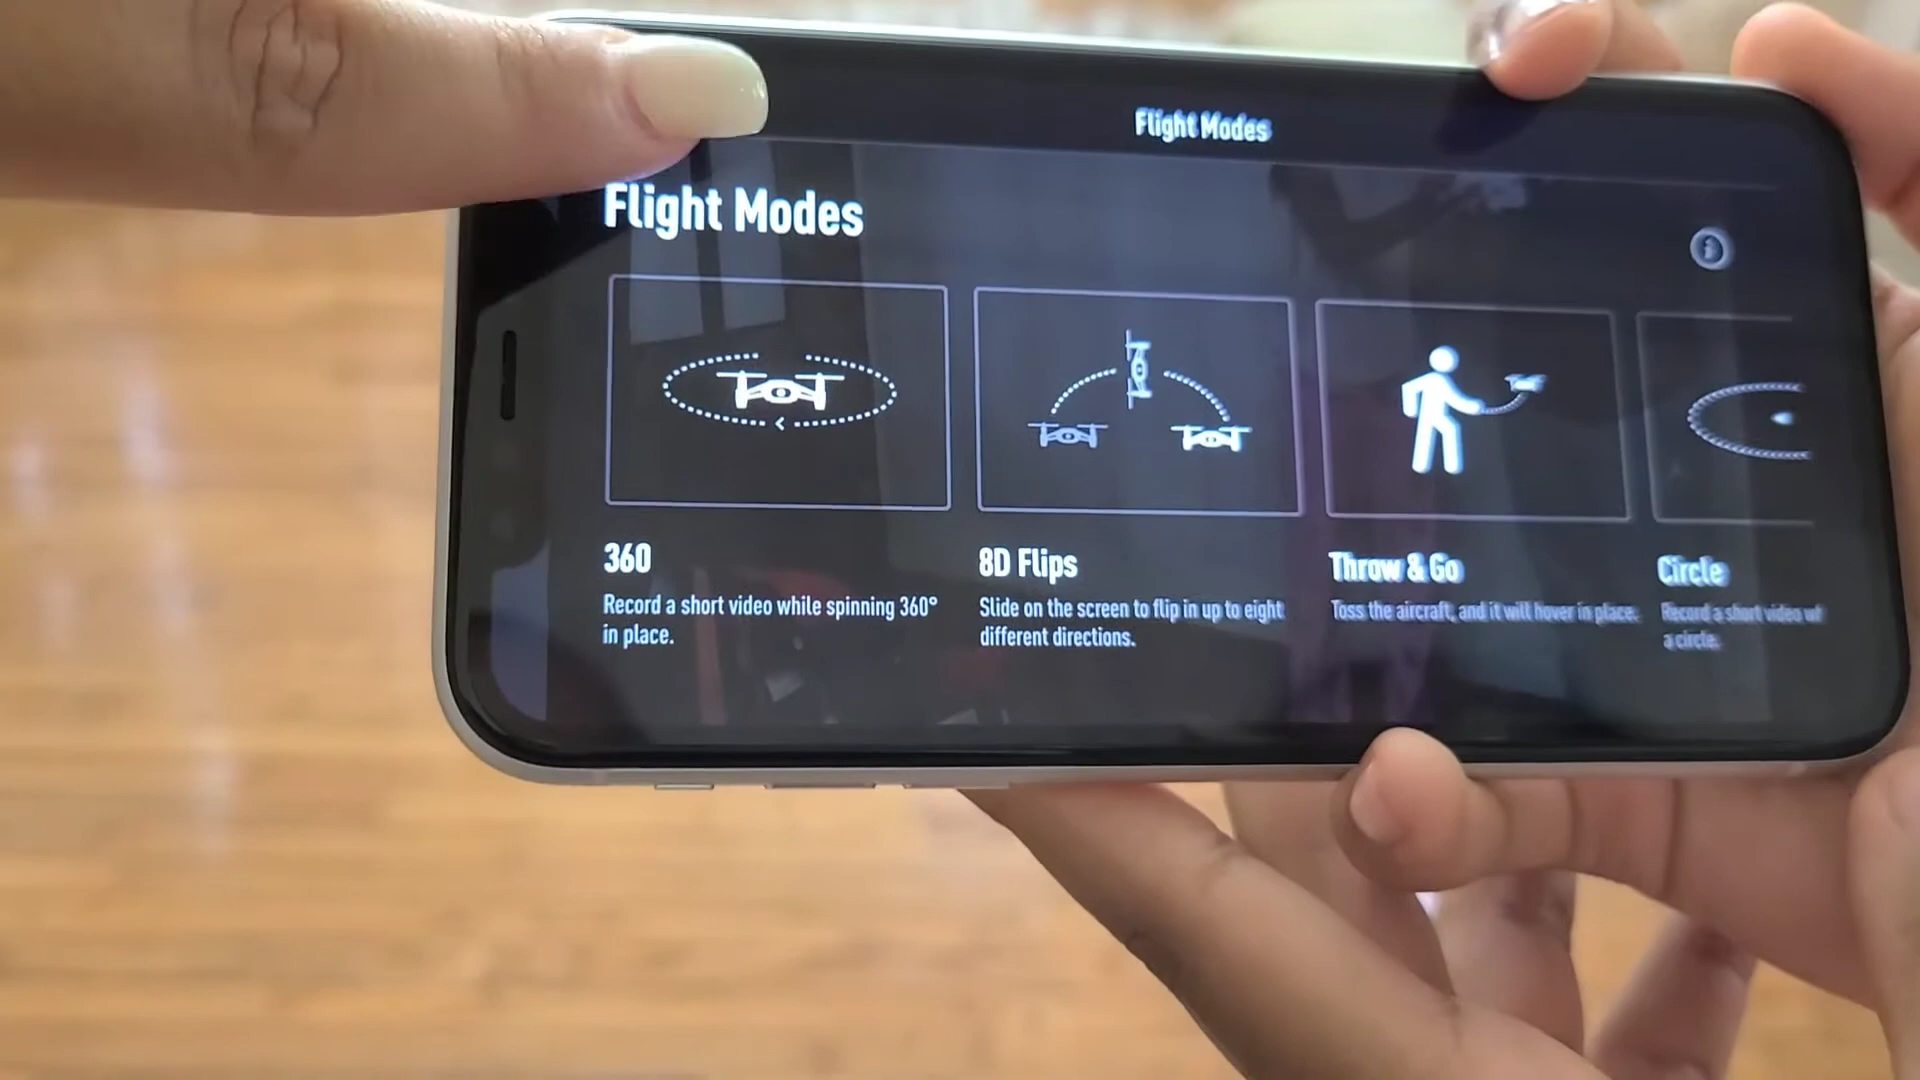 Flight Modes
Flight Modes
360
Record a short video while spinning 360°
in place.
8D Flips
Slide on the screen to flip in up to eight
different directions.
Throw & Go
Toss the aircraft, and it will hover in place.
Circle
Record a short video
a circle.